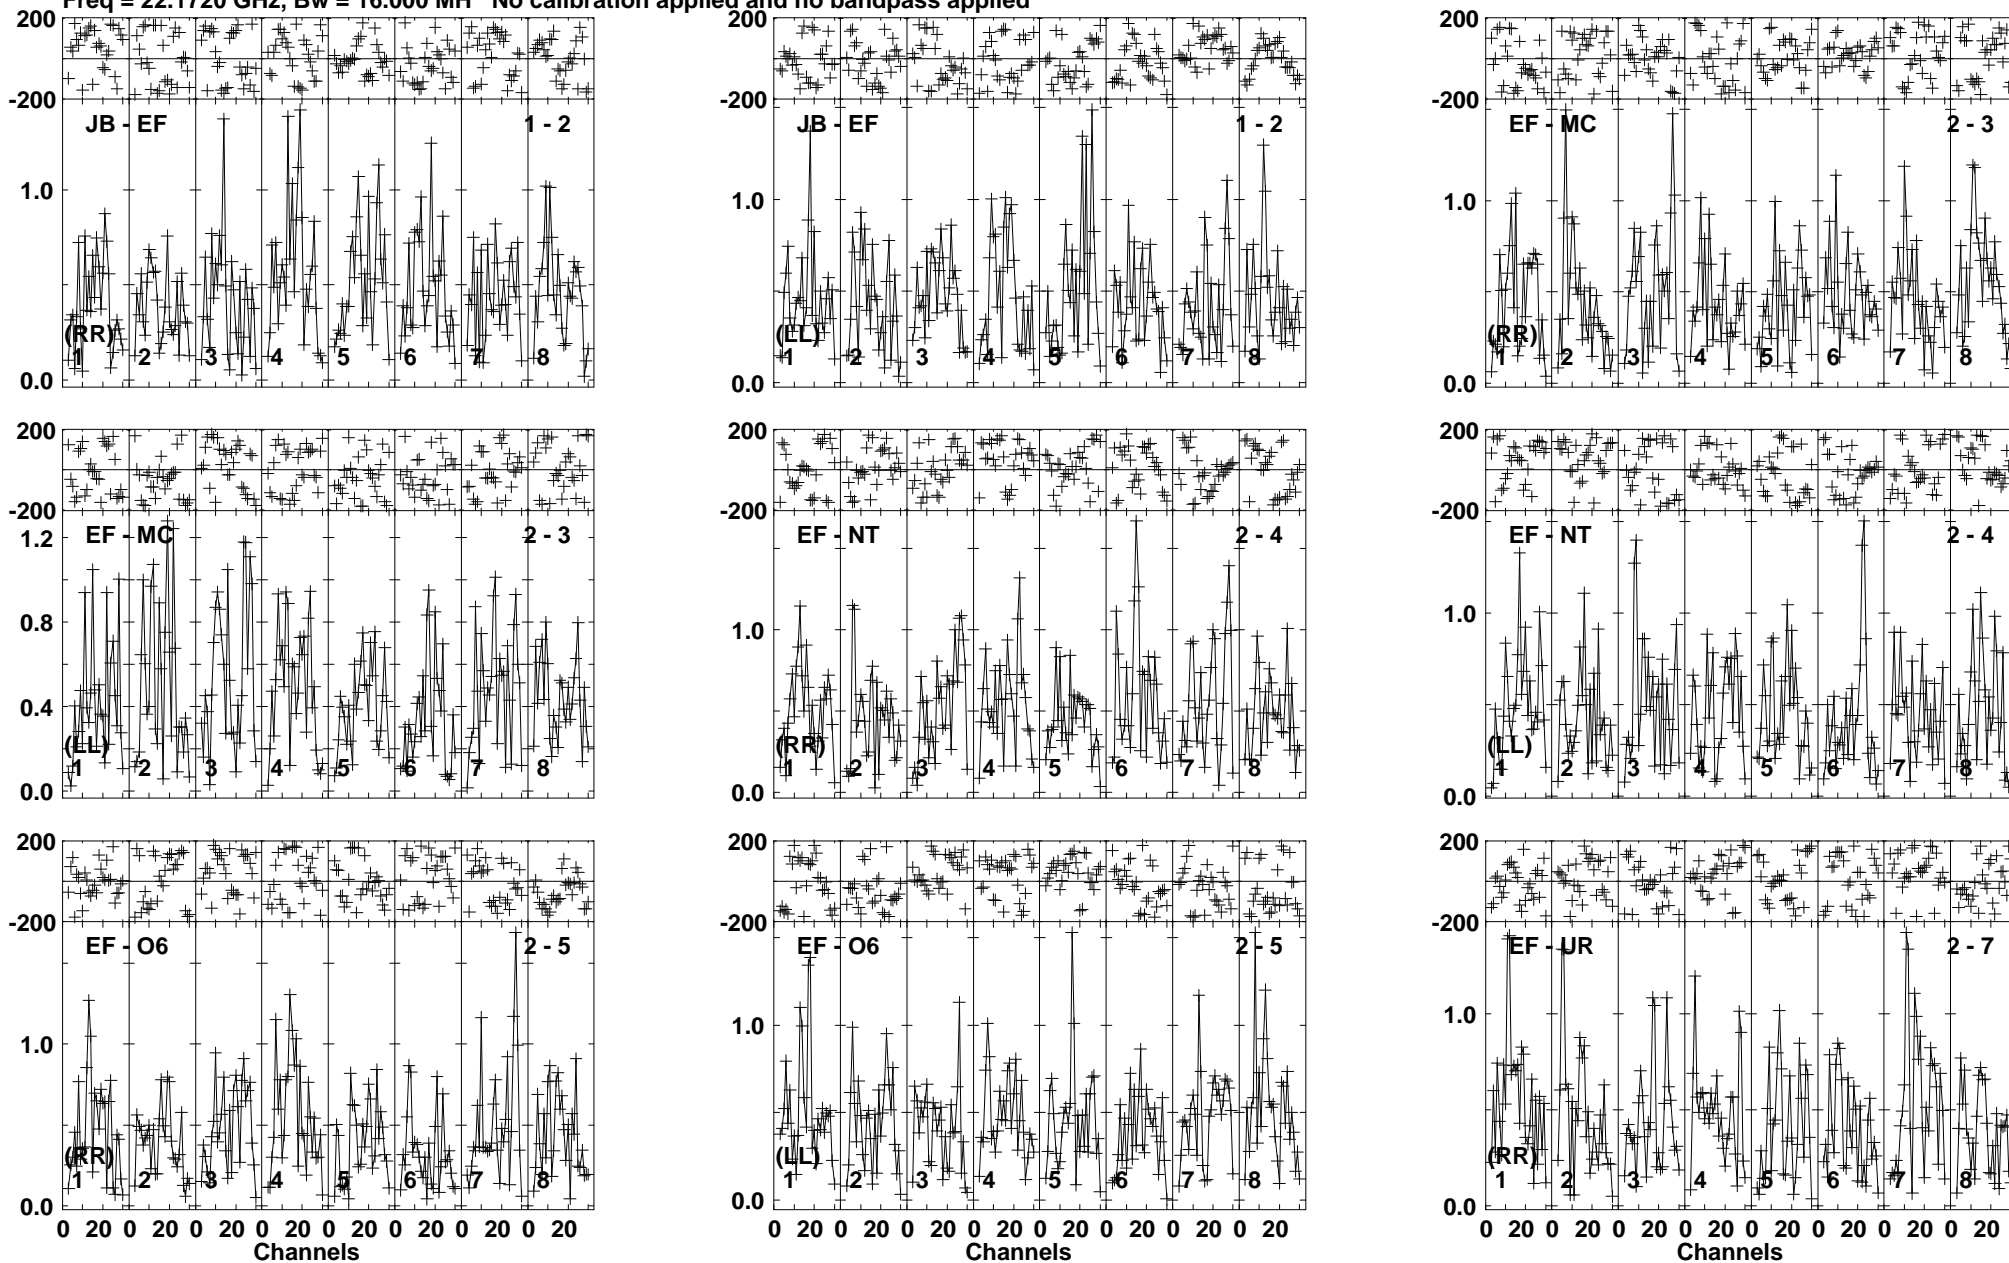 Freq = 22.1720 GHz, Bw = 16.000 MH No calibration applied and no bandpass applied
200 200 200
-200 -200 -200
JB - EF 1 - 2 JB - EF 1 - 2 EF - MC 2 - 3
1.0 1.0 1.0
(RR) (LL) (RR)
1 2 3 4 5 6 7 8 1 2 3 4 5 6 7 8 1 2 3 4 5 6 7 8
0.0 0.0 0.0
200 200 200
-200 -200 -200
EF - MC 2 - 3 EF - NT 2 - 4 EF - NT 2 - 4
1.2
0.8 1.0 1.0
0.4
(LL) (RR) (LL)
1 2 3 4 5 6 7 8 1 2 3 4 5 6 7 8 1 2 3 4 5 6 7 8
0.0 0.0 0.0
200 200 200
-200 -200 -200
EF - O6 2 - 5 EF - O6 2 - 5 EF - UR 2 - 7
1.0 1.0 1.0
(RR) (LL) (RR)
1 2 3 4 5 6 7 8 1 2 3 4 5 6 7 8 1 2 3 4 5 6 7 8
0.0 0.0 0.0
0 20 0 20 0 20 0 20 0 20 0 20 0 20 0 20 0 20 0 20 0 20 0 20 0 20 0 20 0 20 0 20 0 20 0 20 0 20 0 20 0 20 0 20 0 20 0 20
Channels Channels Channels